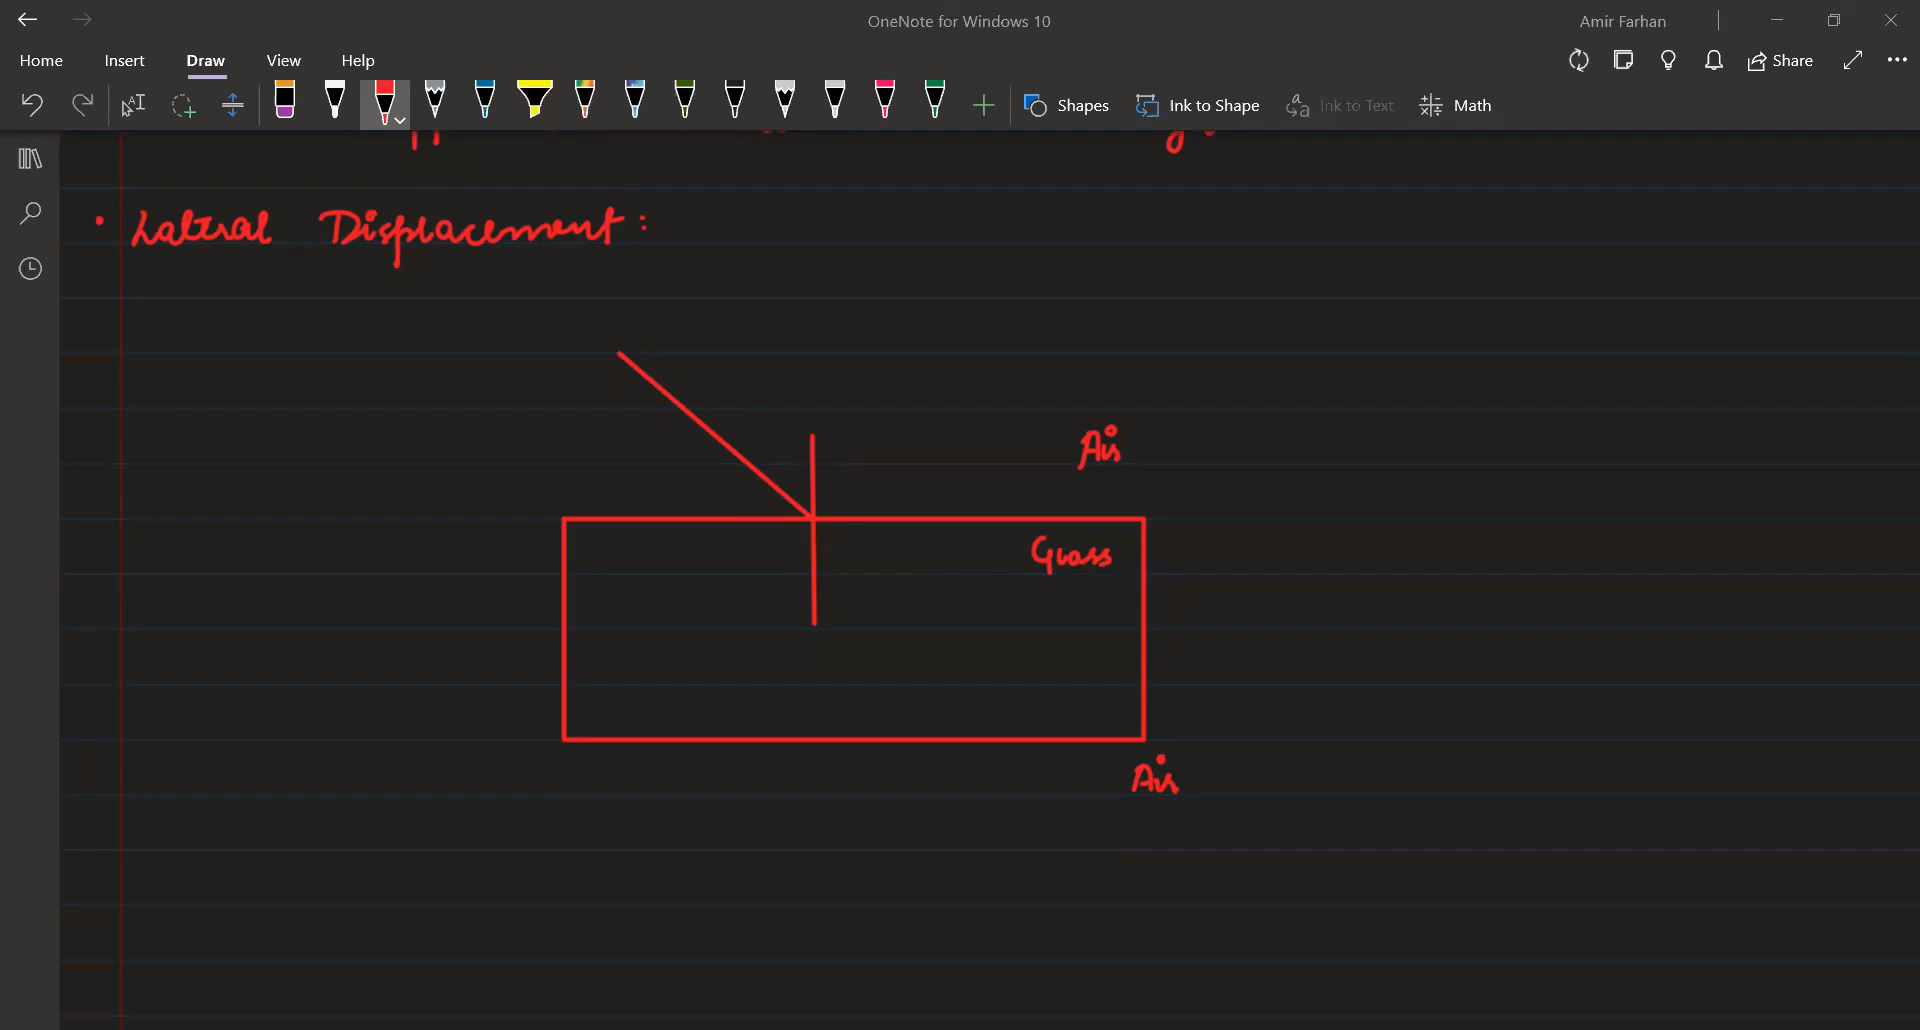 OneNote for Windows 10
Amir Farhan
Home Insert Draw View Help
Share
Shapes Ink to Shape Ink to Text Math
• Lateral Displacement:
Air
Glass
Air